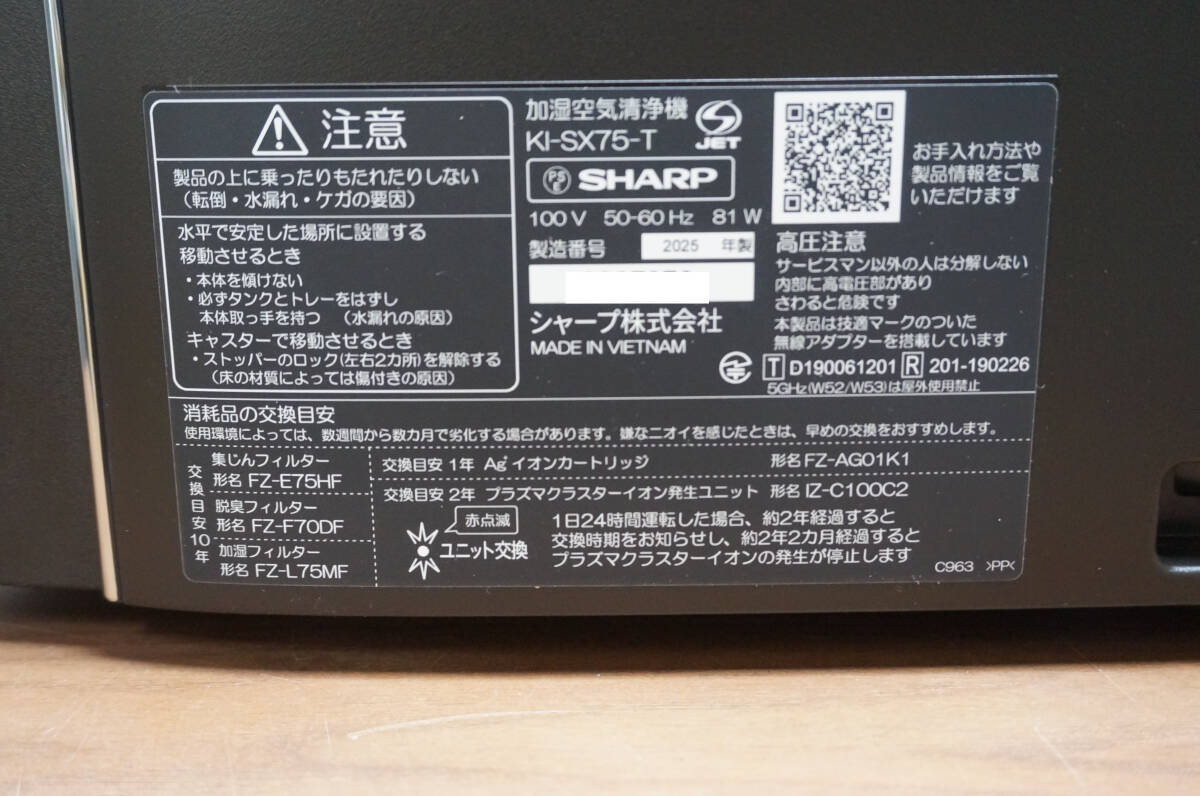 注意
製品の上に乗ったりもたれたりしない
（転倒・水漏れ・ケガの要因）
水平で安定した場所に設置する
移動させるとき
・本体を傾けない
・必ずタンクとトレーをはずし
本体取っ手を持つ （水漏れの原因）
キャスターで移動させるとき
・ストッパーのロック(左右2カ所)を解除する
（床の材質によっては傷付きの原因）
加湿空気清浄機
KI-SX75-T
JET
PS E SHARP
100V 50-60Hz 81W
製造番号 2025 年製
シャープ株式会社
MADE IN VIETNAM
お手入れ方法や
製品情報をご覧
いただけます
高圧注意
サービスマン以外の人は分解しない
内部に高電圧部があり
さわると危険です
本製品は技適マークのついた
無線アダプターを搭載しています
T D190061201 R 201-190226
5GHz(W52/W53)は屋外使用禁止
消耗品の交換目安
使用環境によっては、数週間から数カ月で劣化する場合があります。嫌なニオイを感じたときは、早めの交換をおすすめします。
交換目安10年
集じんフィルター
形名 FZ-E75HF
脱臭フィルター
形名 FZ-F70DF
加湿フィルター
形名 FZ-L75MF
交換目安 1年 Ag+イオンカートリッジ 形名 FZ-AG01K1
交換目安 2年 プラズマクラスターイオン発生ユニット 形名 IZ-C100C2
赤点滅
ユニット交換
1日24時間運転した場合、約2年経過すると
交換時期をお知らせし、約2年2カ月経過すると
プラズマクラスターイオンの発生が停止します
C963 >PP<